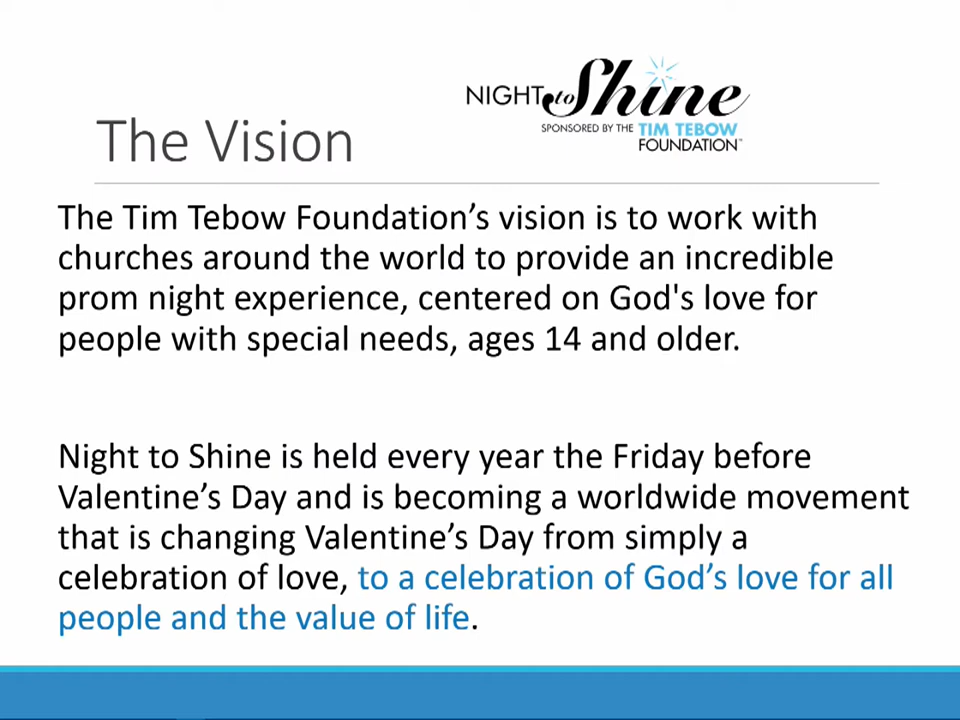 NIGHT to Shine
SPONSORED BY THE TIM TEBOW
FOUNDATION™
The Vision
The Tim Tebow Foundation’s vision is to work with
churches around the world to provide an incredible
prom night experience, centered on God's love for
people with special needs, ages 14 and older.
Night to Shine is held every year the Friday before
Valentine’s Day and is becoming a worldwide movement
that is changing Valentine’s Day from simply a
celebration of love, to a celebration of God’s love for all
people and the value of life.